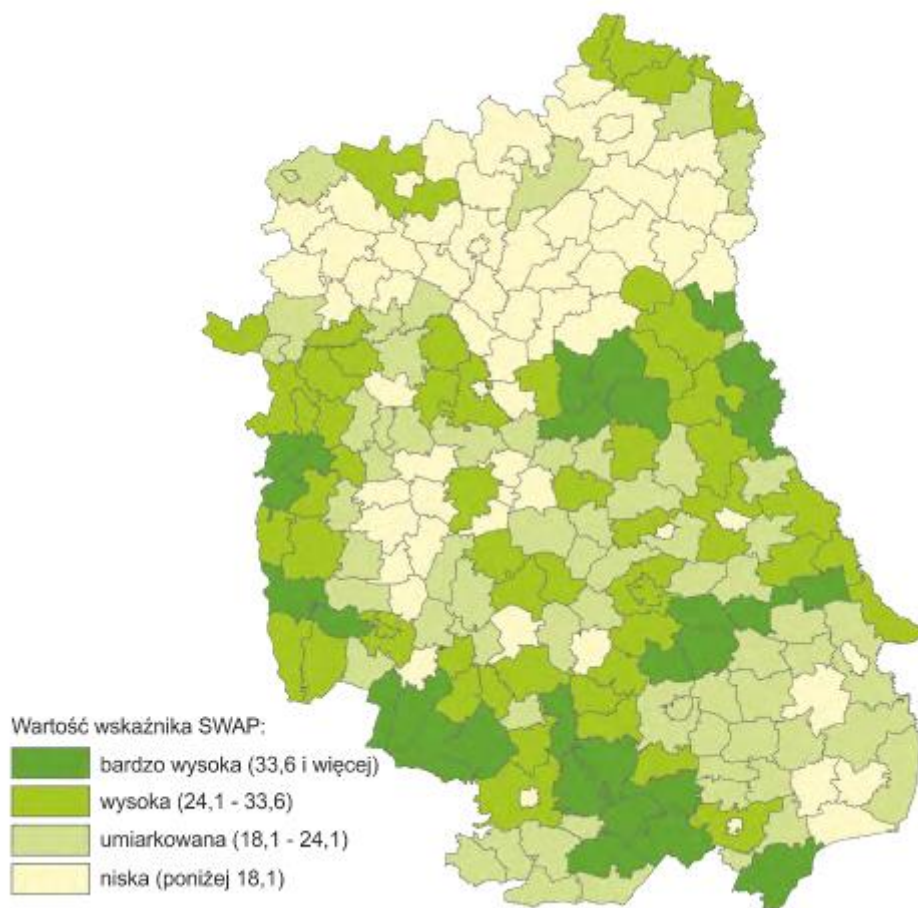 Wartość wskaźnika SWAP:
bardzo wysoka (33,6 i więcej)
wysoka (24,1 - 33,6)
umiarkowana (18,1 - 24,1)
niska (poniżej 18,1)